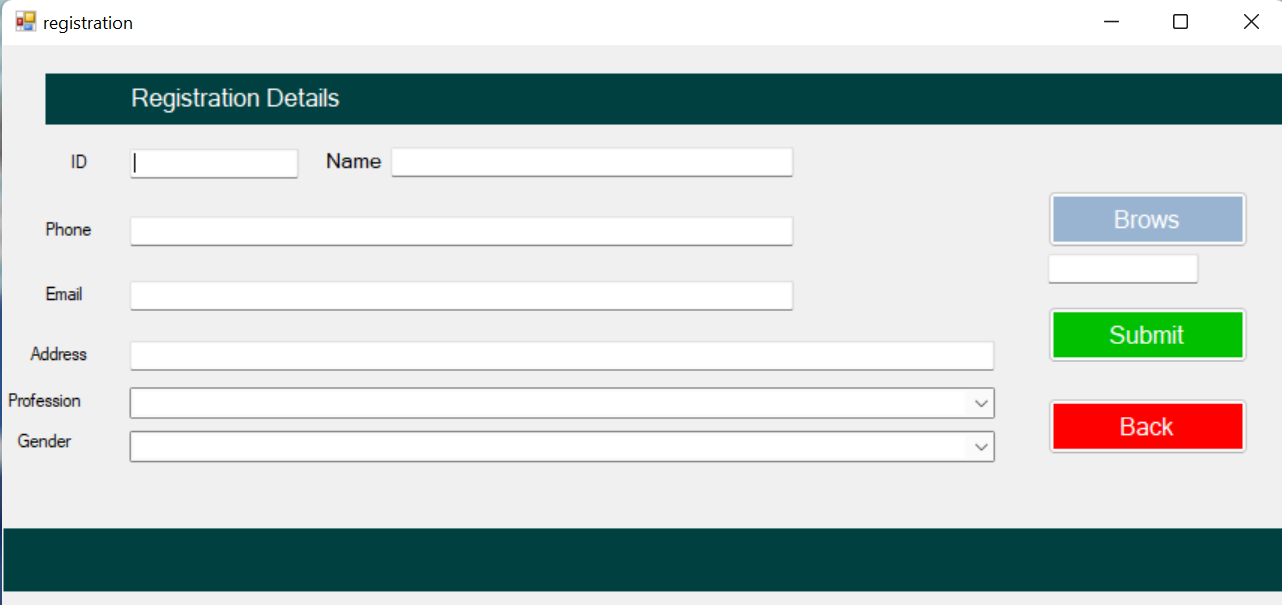 registration
Registration Details
ID
Name
Phone
Brows
Email
Submit
Address
Profession
Back
Gender